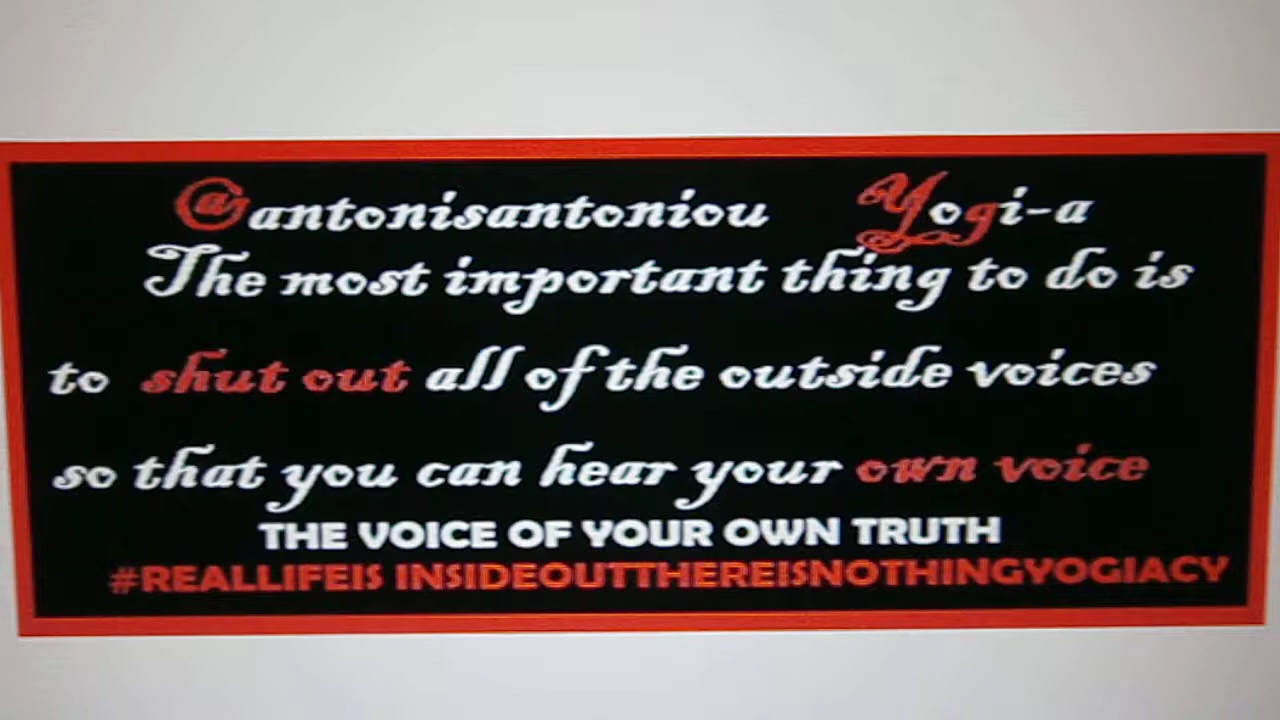 @antonisantoniou Yogi-a
The most important thing to do is
to shut out all of the outside voices
so that you can hear your own voice
THE VOICE OF YOUR OWN TRUTH
#REALLIFEIS INSIDEOUTTHEREISNOTHINGYOGIACY